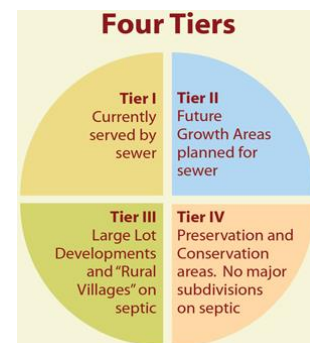 Four Tiers
Tier I
Currently
served by
sewer
Tier II
Future
Growth Areas
planned for
sewer
Tier III
Large Lot
Developments
and "Rural
Villages" on
septic
Tier IV
Preservation and
Conservation
areas. No major
subdivisions
on septic